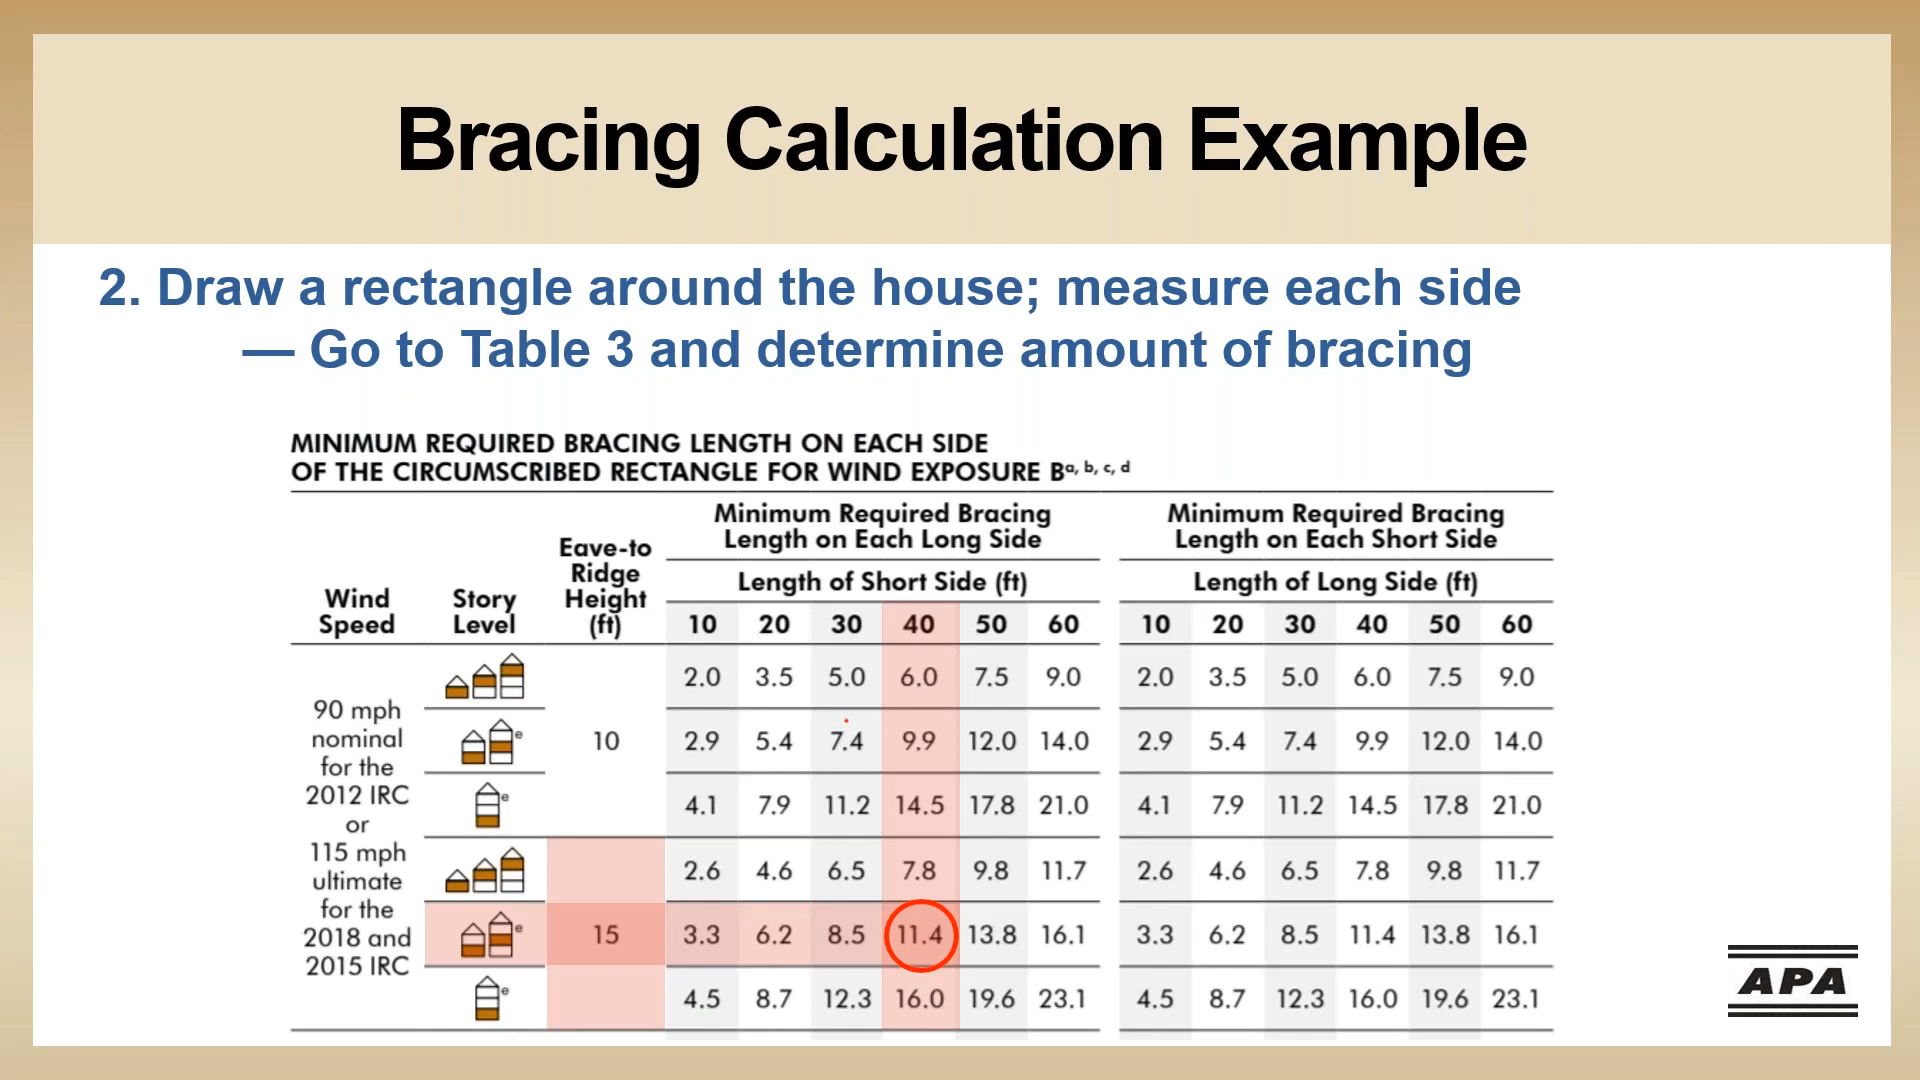 Bracing Calculation Example
2. Draw a rectangle around the house; measure each side
— Go to Table 3 and determine amount of bracing
MINIMUM REQUIRED BRACING LENGTH ON EACH SIDE
OF THE CIRCUMSCRIBED RECTANGLE FOR WIND EXPOSURE Ba, b, c, d
Wind Speed
Story Level
Eave-to Ridge Height (ft)
Minimum Required Bracing Length on Each Long Side
Minimum Required Bracing Length on Each Short Side
Length of Short Side (ft)
Length of Long Side (ft)
10 20 30 40 50 60 10 20 30 40 50 60
90 mph
nominal
for the
2012 IRC
or
115 mph
ultimate
for the
2018 and
2015 IRC
10
2.0 3.5 5.0 6.0 7.5 9.0 2.0 3.5 5.0 6.0 7.5 9.0
e 2.9 5.4 7.4 9.9 12.0 14.0 2.9 5.4 7.4 9.9 12.0 14.0
e 4.1 7.9 11.2 14.5 17.8 21.0 4.1 7.9 11.2 14.5 17.8 21.0
15
2.6 4.6 6.5 7.8 9.8 11.7 2.6 4.6 6.5 7.8 9.8 11.7
e 3.3 6.2 8.5 11.4 13.8 16.1 3.3 6.2 8.5 11.4 13.8 16.1
e 4.5 8.7 12.3 16.0 19.6 23.1 4.5 8.7 12.3 16.0 19.6 23.1
APA